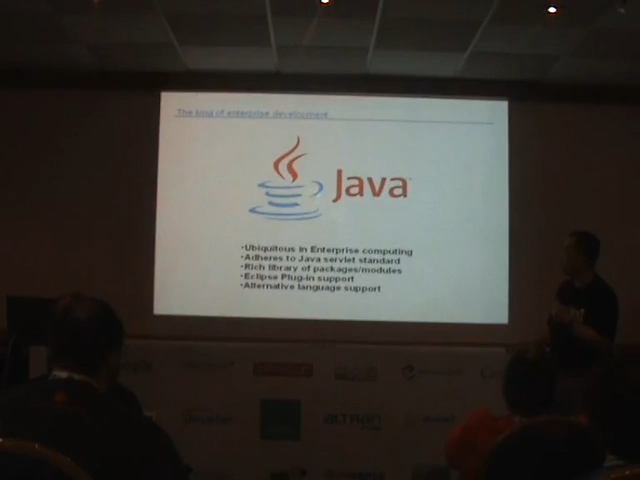 The king of enterprise development
Java
•Ubiquitous in Enterprise computing
•Adheres to Java servlet standard
•Rich library of packages/modules
•Eclipse Plug-in support
•Alternative language support
ALTRAN